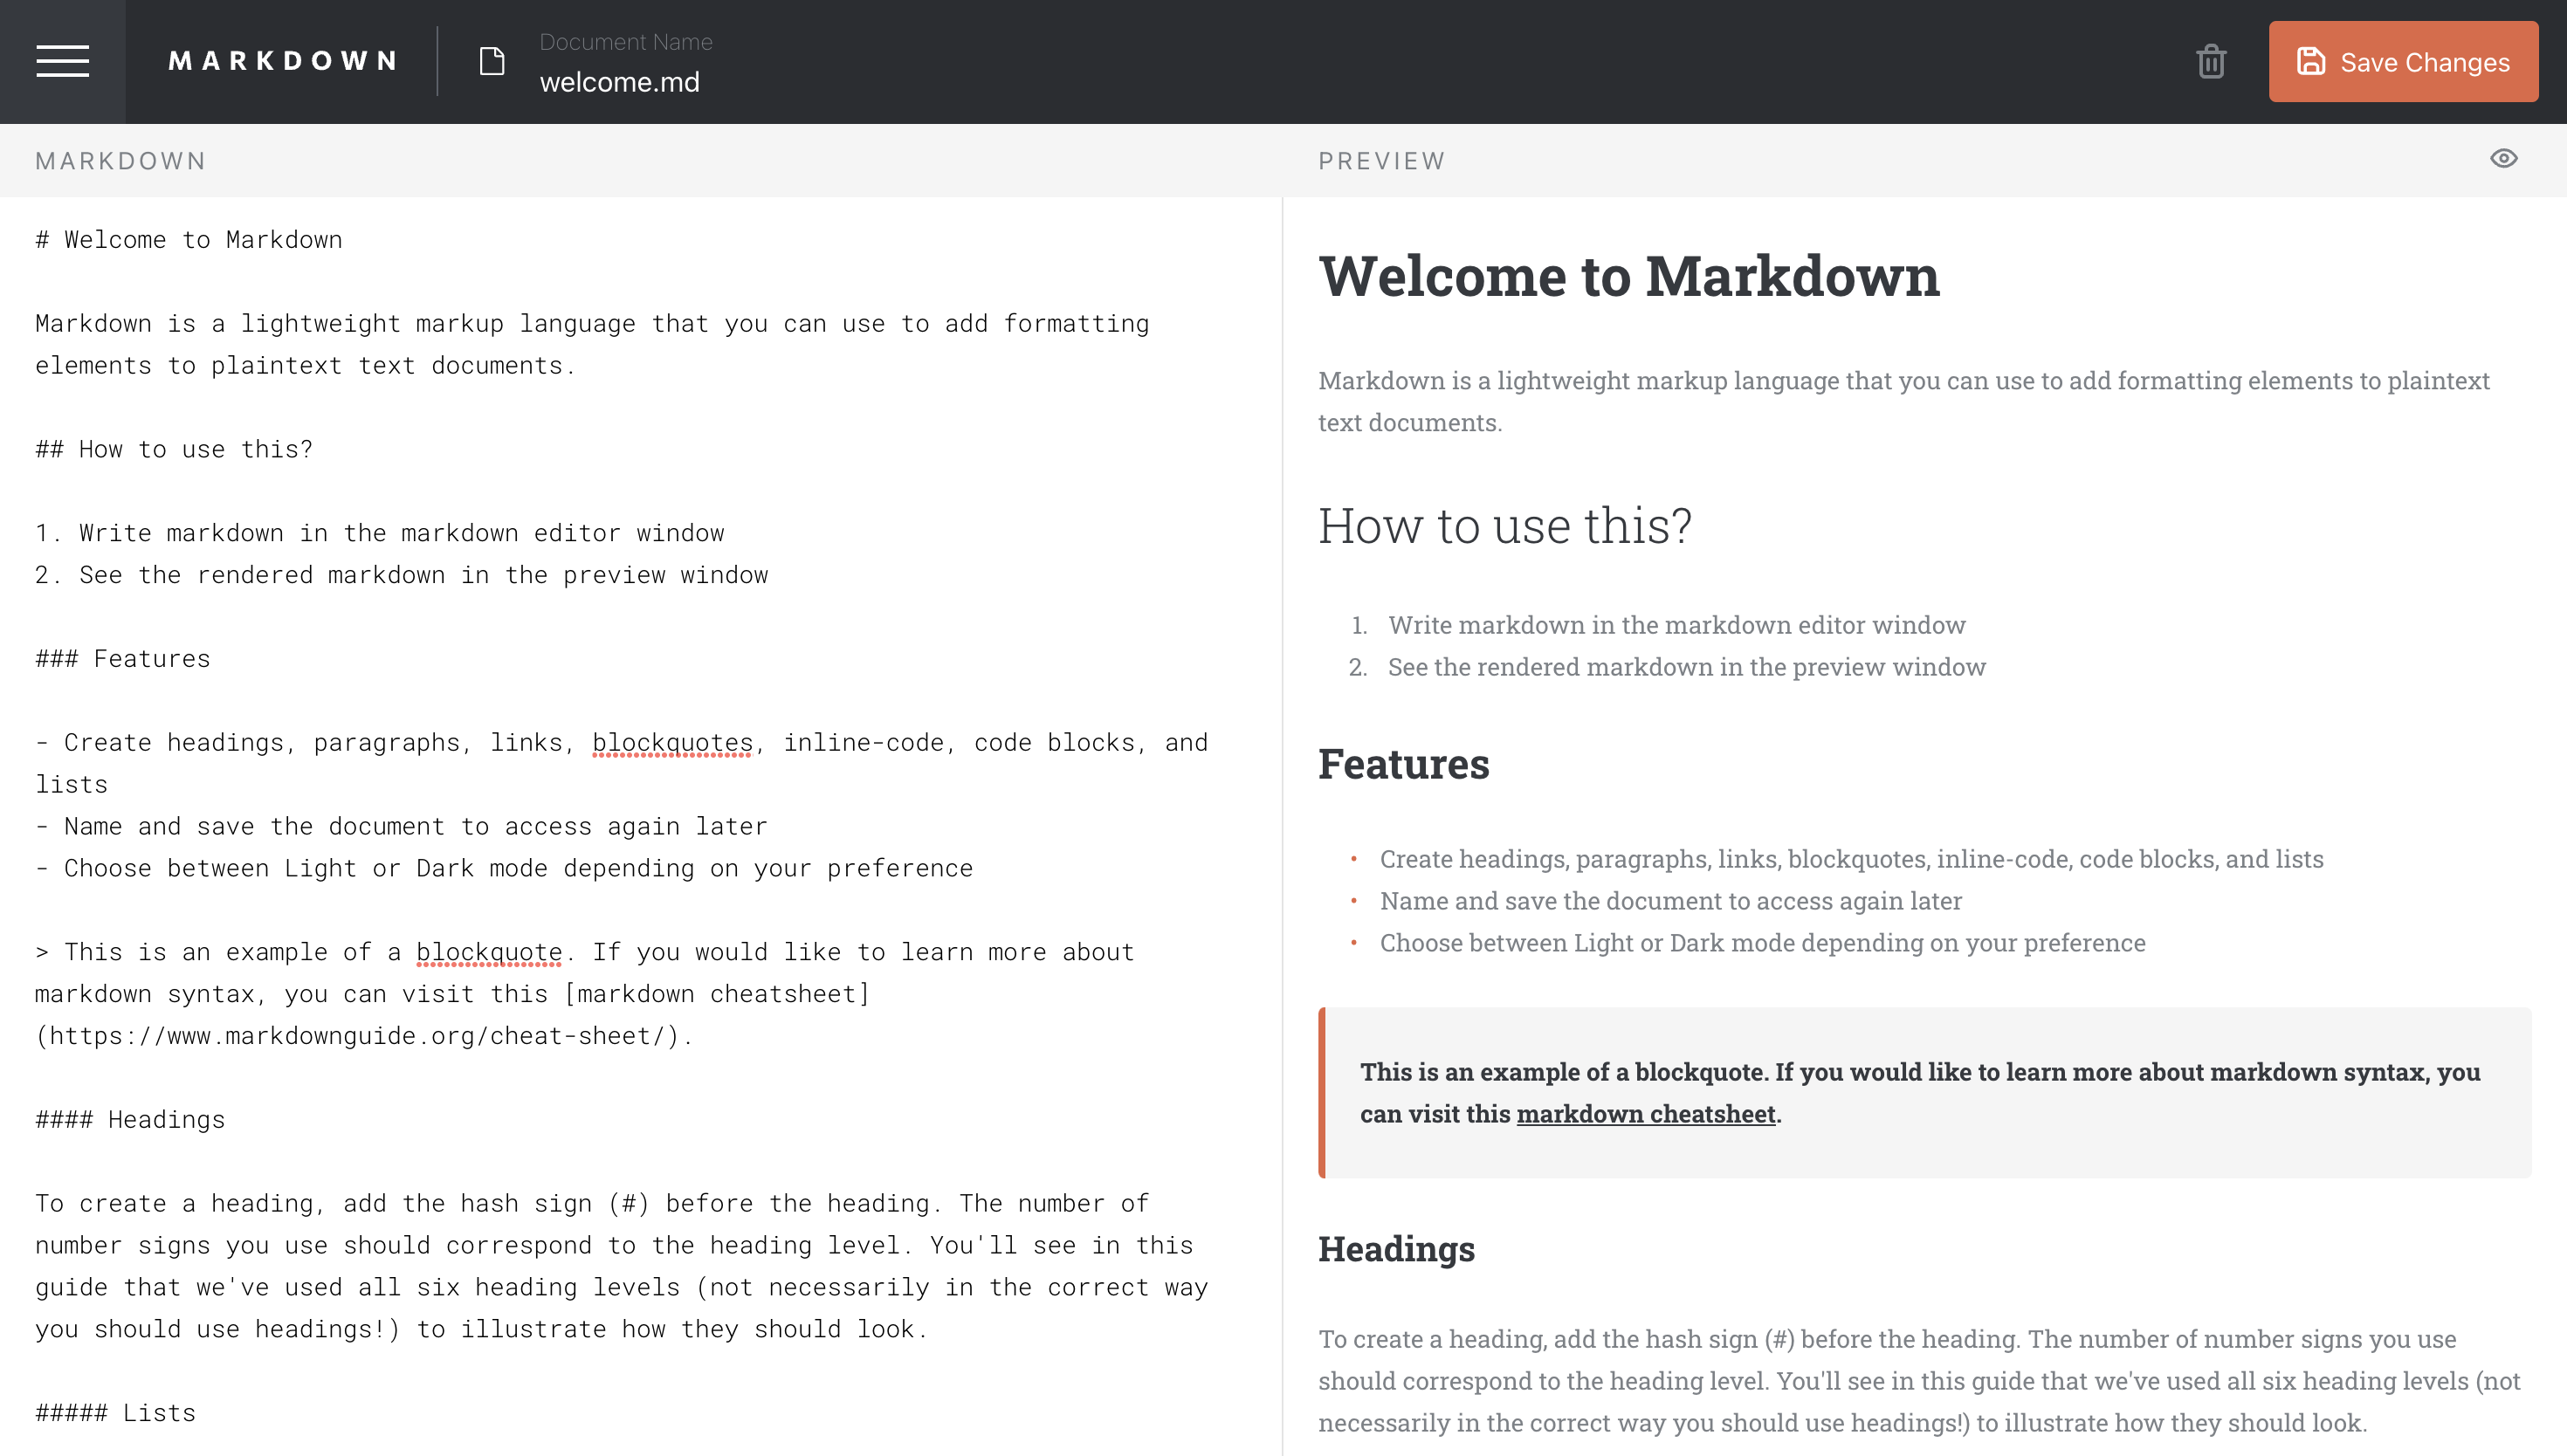 MARKDOWN
Document Name
welcome.md
Save Changes
MARKDOWN
# Welcome to Markdown
Markdown is a lightweight markup language that you can use to add formatting
elements to plaintext text documents.
## How to use this?
1. Write markdown in the markdown editor window
2. See the rendered markdown in the preview window
### Features
- Create headings, paragraphs, links, blockquotes, inline-code, code blocks, and
lists
- Name and save the document to access again later
- Choose between Light or Dark mode depending on your preference
> This is an example of a blockquote. If you would like to learn more about
markdown syntax, you can visit this [markdown cheatsheet]
(https://www.markdownguide.org/cheat-sheet/).
#### Headings
To create a heading, add the hash sign (#) before the heading. The number of
number signs you use should correspond to the heading level. You'll see in this
guide that we've used all six heading levels (not necessarily in the correct way
you should use headings!) to illustrate how they should look.
##### Lists
PREVIEW
Welcome to Markdown
Markdown is a lightweight markup language that you can use to add formatting elements to plaintext
text documents.
How to use this?
1. Write markdown in the markdown editor window
2. See the rendered markdown in the preview window
Features
• Create headings, paragraphs, links, blockquotes, inline-code, code blocks, and lists
• Name and save the document to access again later
• Choose between Light or Dark mode depending on your preference
This is an example of a blockquote. If you would like to learn more about markdown syntax, you
can visit this markdown cheatsheet.
Headings
To create a heading, add the hash sign (#) before the heading. The number of number signs you use
should correspond to the heading level. You'll see in this guide that we've used all six heading levels (not
necessarily in the correct way you should use headings!) to illustrate how they should look.